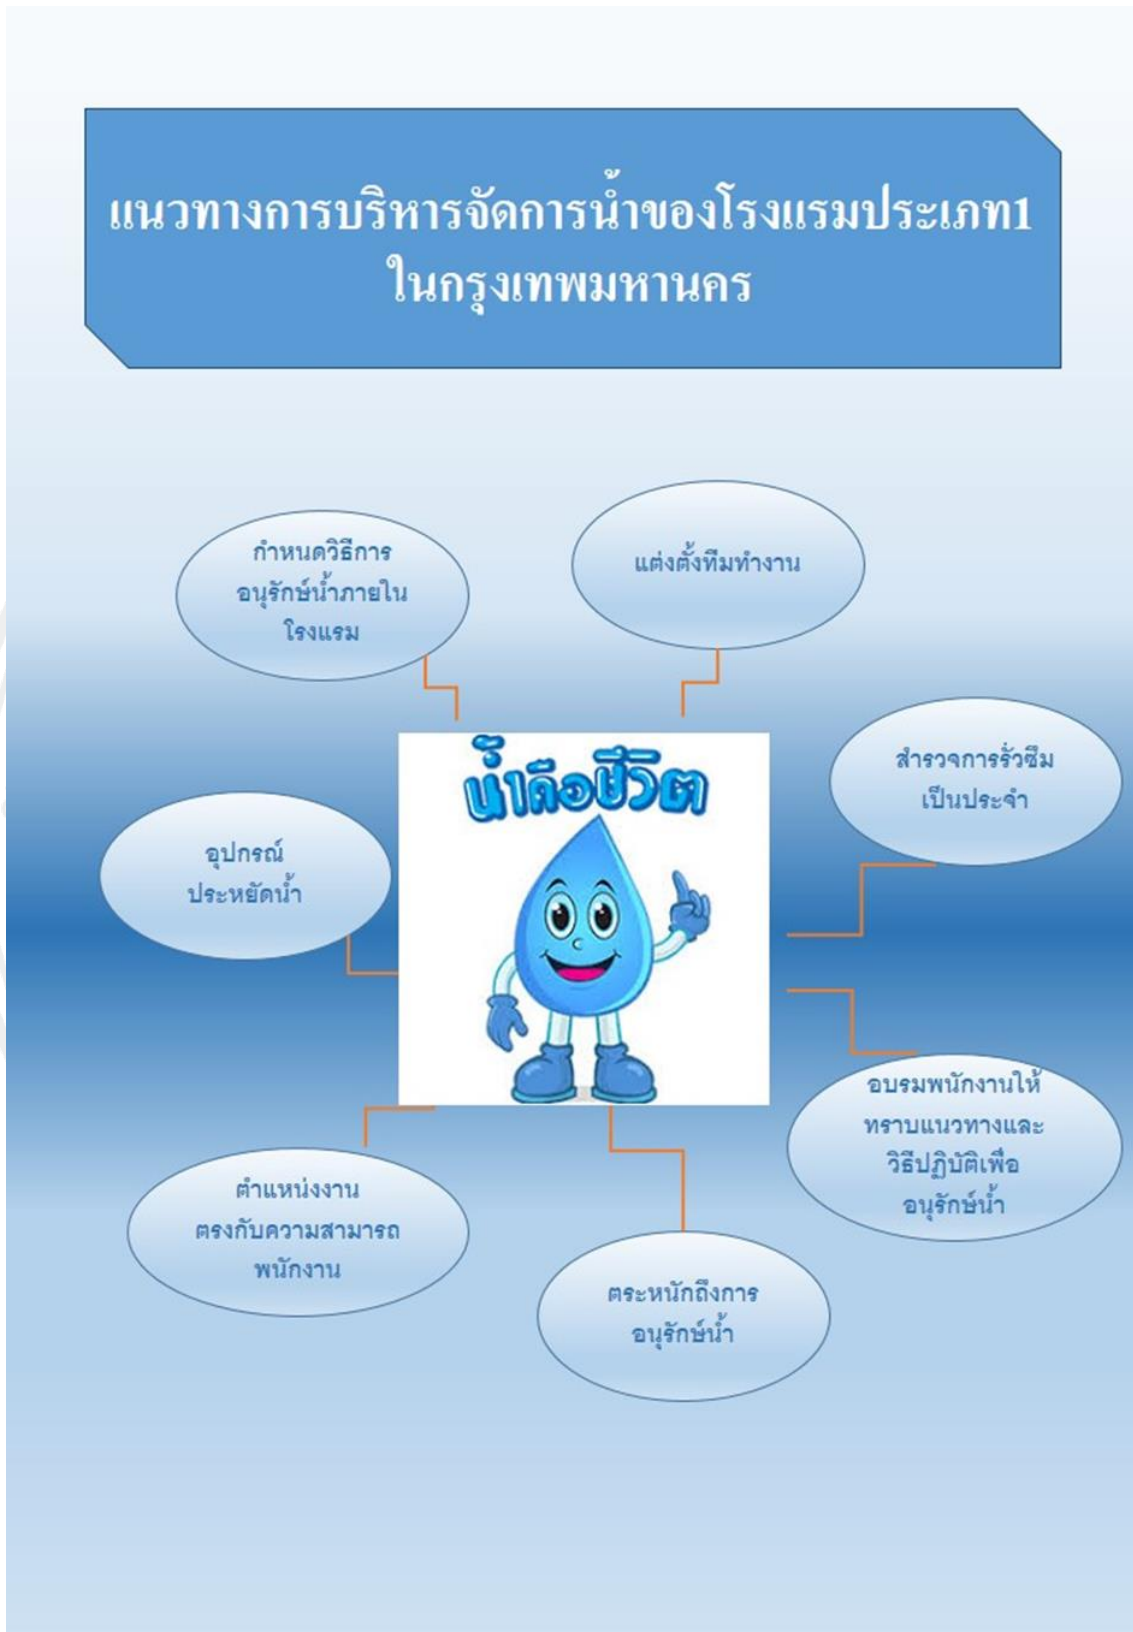 แนวทางการบริหารจัดการน้ำของโรงแรมประเภท1
ในกรุงเทพมหานคร
กำหนดวิธีการ
อนุรักษ์น้ำภายใน
โรงแรม
แต่งตั้งทีมทำงาน
สำรวจการรั่วซึม
เป็นประจำ
น้ำคือชีวิต
อุปกรณ์
ประหยัดน้ำ
อบรมพนักงานให้
ทราบแนวทางและ
วิธีปฏิบัติเพื่อ
อนุรักษ์น้ำ
ตำแหน่งงาน
ตรงกับความสามารถ
พนักงาน
ตระหนักถึงการ
อนุรักษ์น้ำ